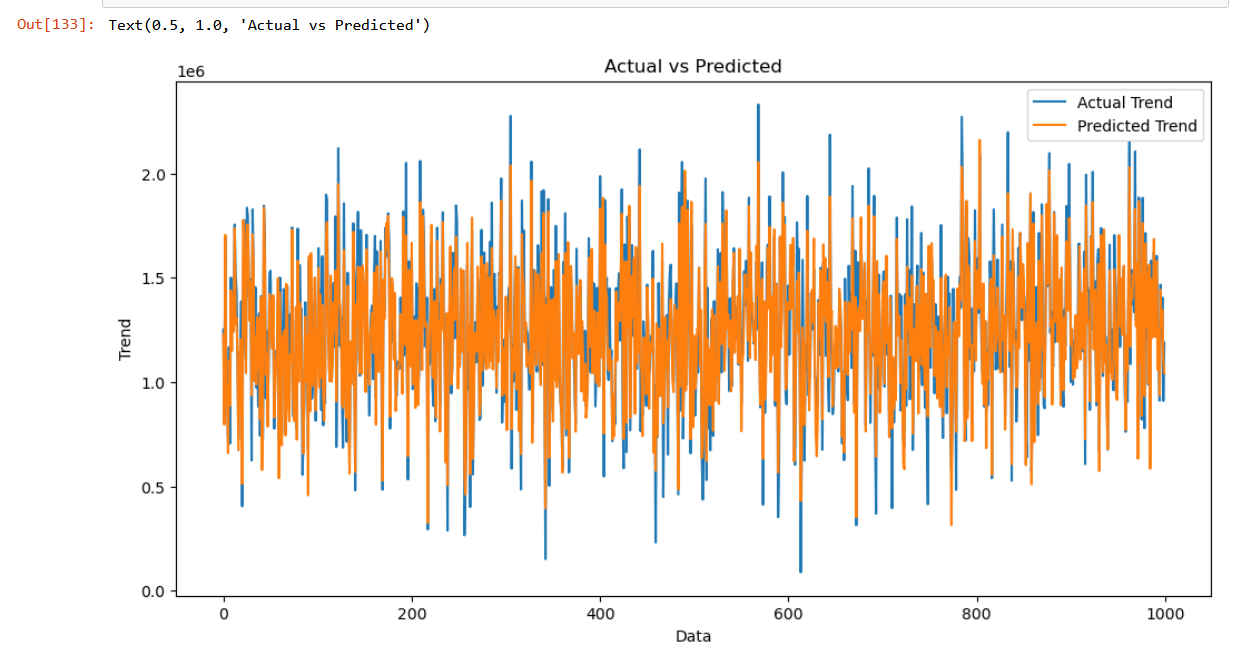 Out[133]: Text(0.5, 1.0, 'Actual vs Predicted')
Actual vs Predicted
1e6
Actual Trend
Predicted Trend
2.0
1.5
1.0
0.5
0.0
Trend
0 200 400 600 800 1000
Data